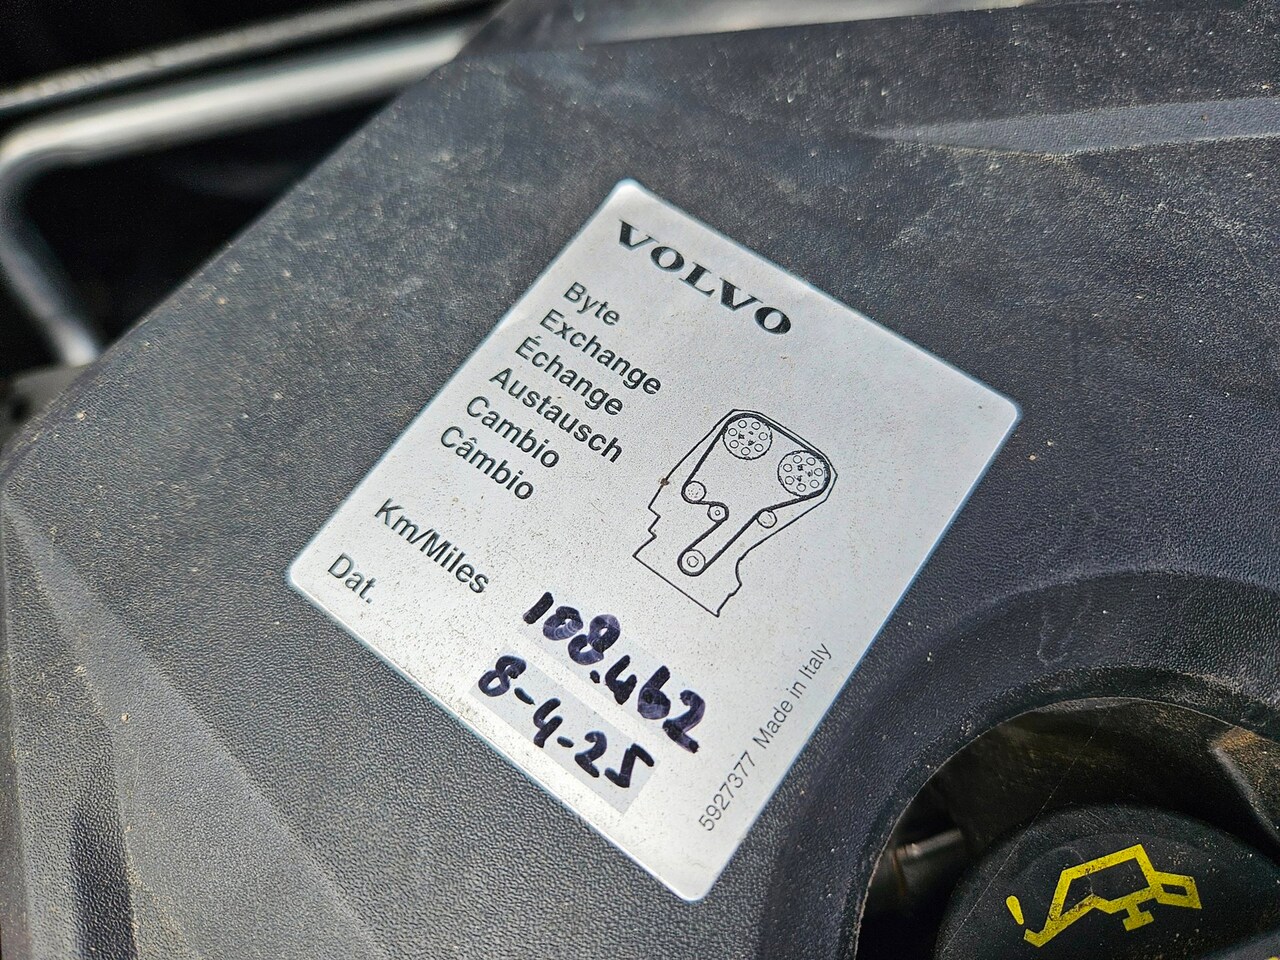 VOLVO
Byte
Exchange
Échange
Austausch
Cambio
Câmbio
Km/Miles 108.462
Dat. 8-4-25
5927377 Made in Italy